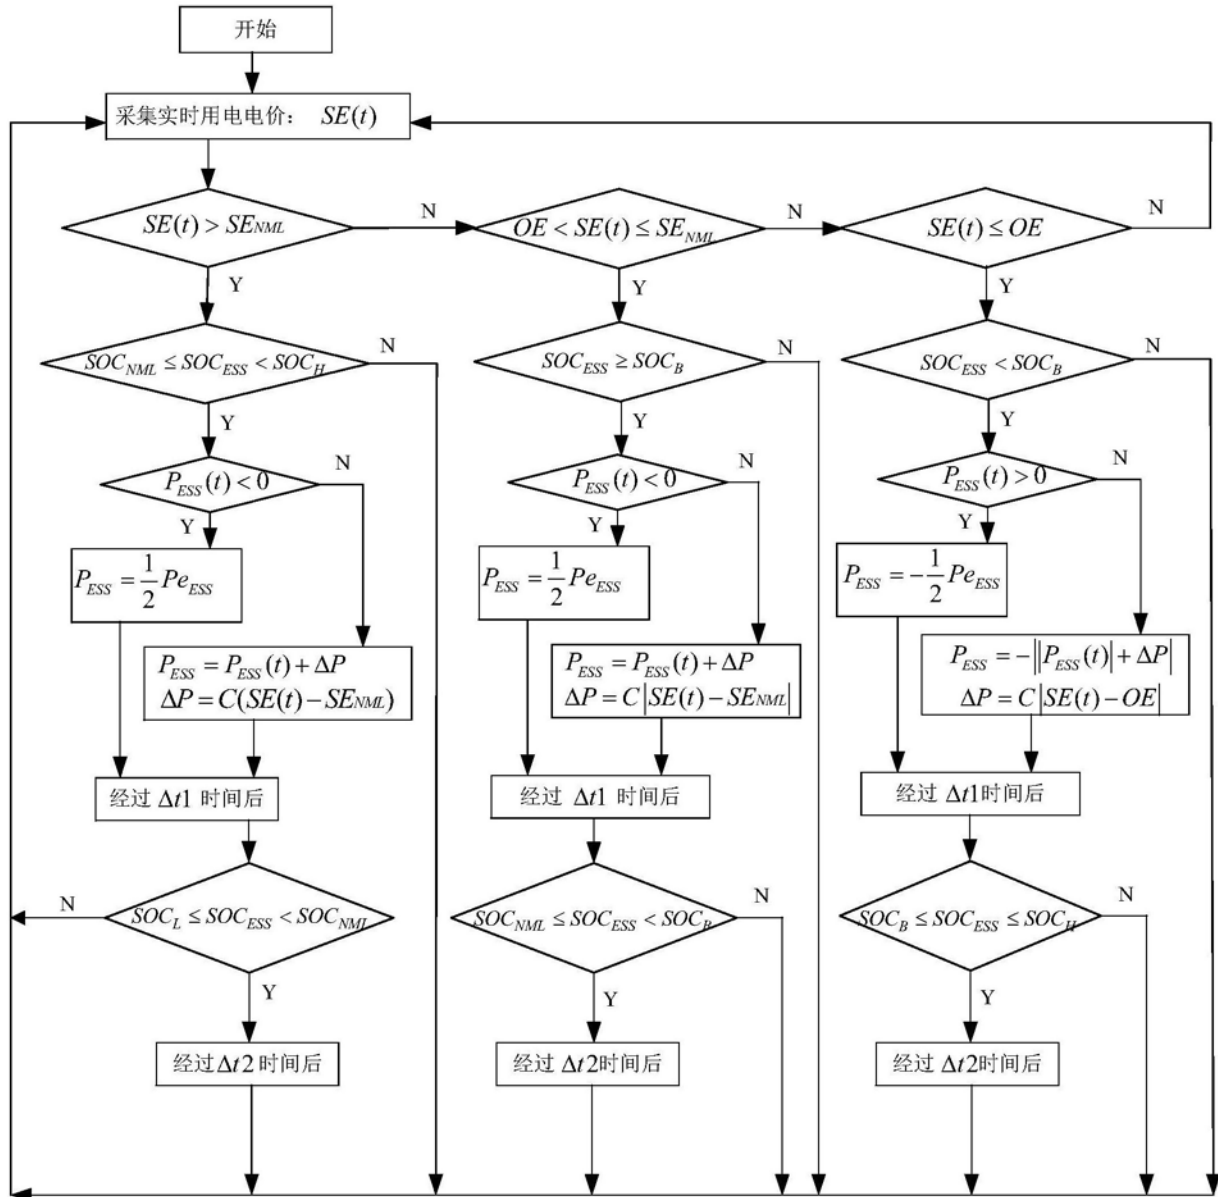 开始
采集实时用电电价： SE(t)
SE(t) > SE_NML
N
OE < SE(t) ≤ SE_NML
N
SE(t) ≤ OE
N
Y
Y
Y
SOC_NML ≤ SOC_ESS < SOC_H
N
SOC_ESS ≥ SOC_B
N
SOC_ESS < SOC_B
N
Y
Y
Y
P_ESS(t) < 0
N
P_ESS(t) < 0
N
P_ESS(t) > 0
N
Y
Y
Y
P_ESS = 1/2 Pe_ESS
P_ESS = 1/2 Pe_ESS
P_ESS = -1/2 Pe_ESS
P_ESS = P_ESS(t) + ΔP
ΔP = C(SE(t) - SE_NML)
P_ESS = P_ESS(t) + ΔP
ΔP = C|SE(t) - SE_NML|
P_ESS = -||P_ESS(t)| + ΔP|
ΔP = C|SE(t) - OE|
经过 Δt1 时间后
经过 Δt1 时间后
经过 Δt1时间后
N
SOC_L ≤ SOC_ESS < SOC_NML
SOC_NML ≤ SOC_ESS < SOC_B
N
SOC_B ≤ SOC_ESS ≤ SOC_H
N
Y
Y
Y
经过Δt2 时间后
经过 Δt2时间后
经过 Δt2时间后